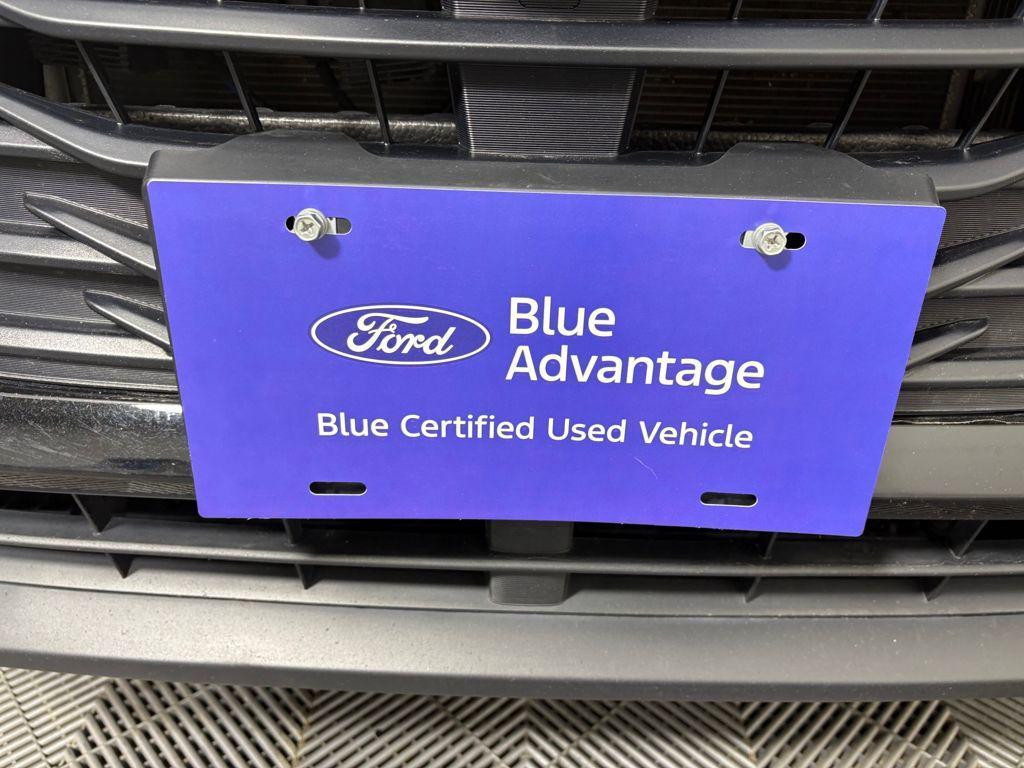 Ford
Blue
Advantage
Blue Certified Used Vehicle